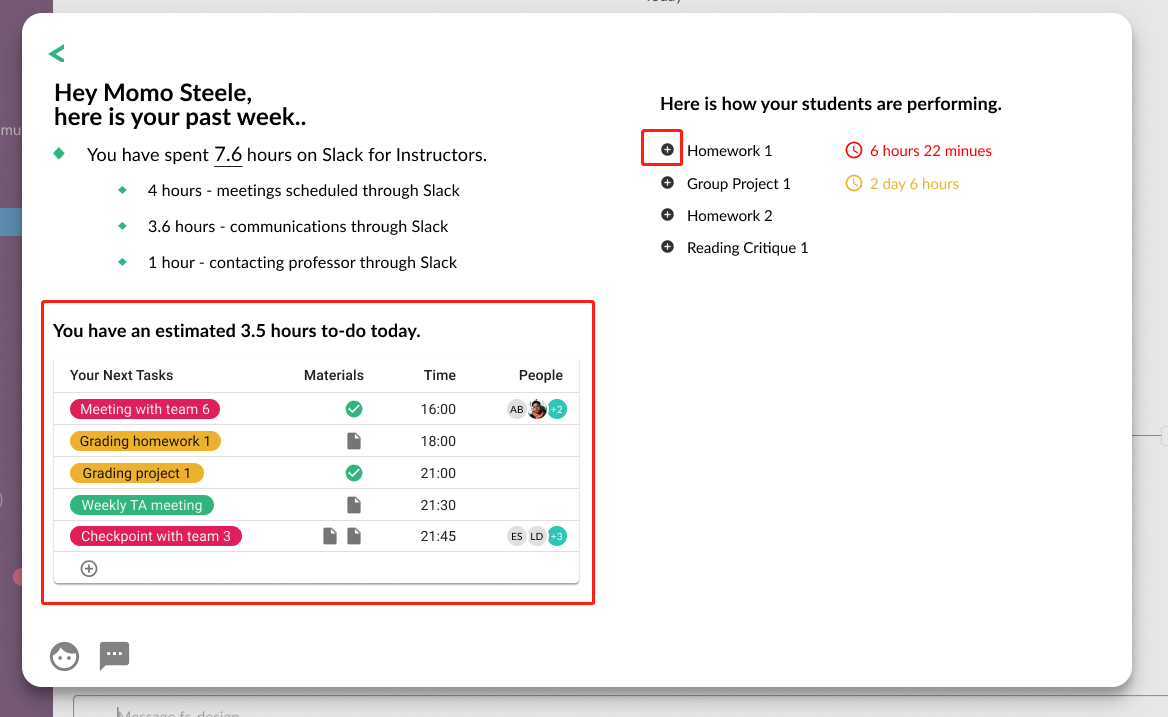 Today
mu
Hey Momo Steele,
here is your past week..
You have spent 7.6 hours on Slack for Instructors.
4 hours - meetings scheduled through Slack
3.6 hours - communications through Slack
1 hour - contacting professor through Slack
You have an estimated 3.5 hours to-do today.
Your Next Tasks Materials Time People
Meeting with team 6 16:00 AB +2
Grading homework 1 18:00
Grading project 1 21:00
Weekly TA meeting 21:30
Checkpoint with team 3 21:45 ES LD +3
Here is how your students are performing.
Homework 1 6 hours 22 minues
Group Project 1 2 day 6 hours
Homework 2
Reading Critique 1
Message fs-design